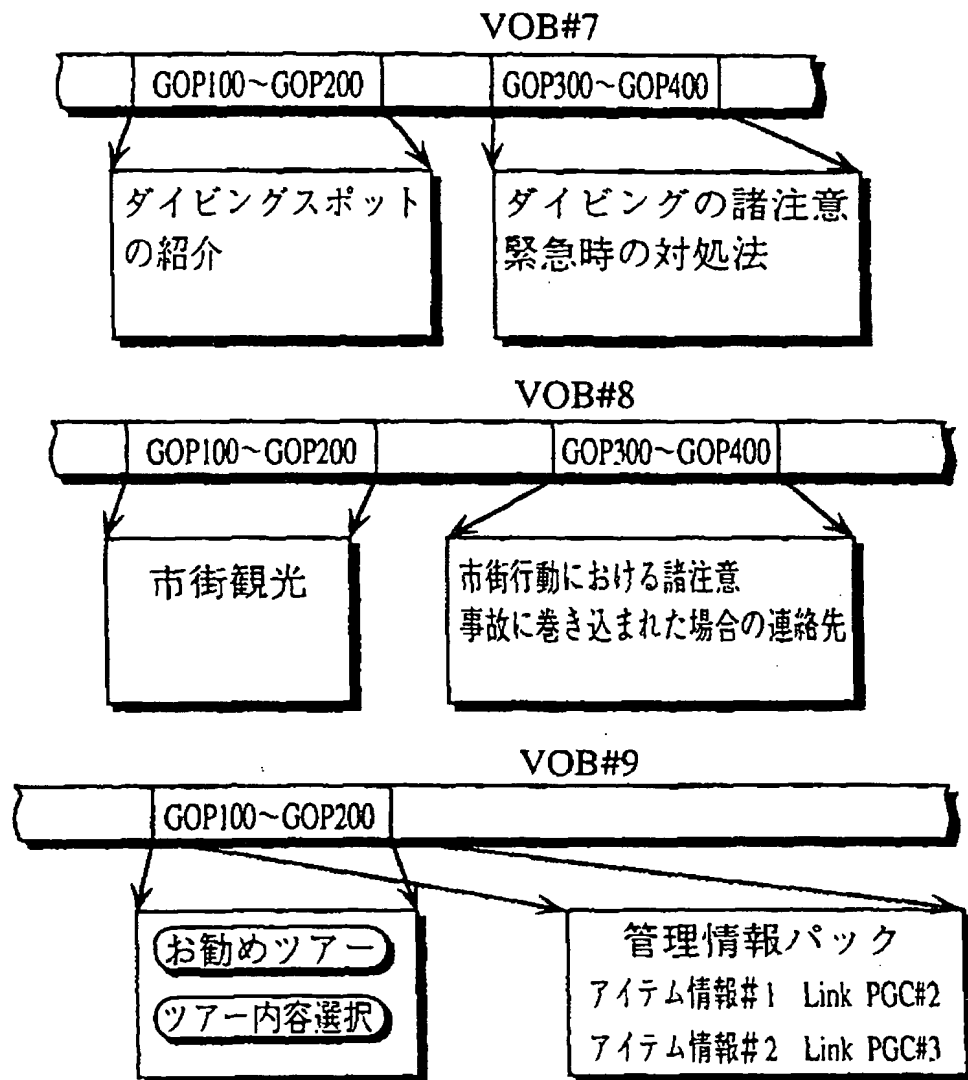 VOB#7
GOP100~GOP200
GOP300~GOP400
ダイビングスポット
の紹介
ダイビングの諸注意
緊急時の対処法
VOB#8
GOP100~GOP200
GOP300~GOP400
市街観光
市街行動における諸注意
事故に巻き込まれた場合の連絡先
VOB#9
GOP100~GOP200
お勧めツアー
ツアー内容選択
管理情報パック
アイテム情報#1 Link PGC#2
アイテム情報#2 Link PGC#3